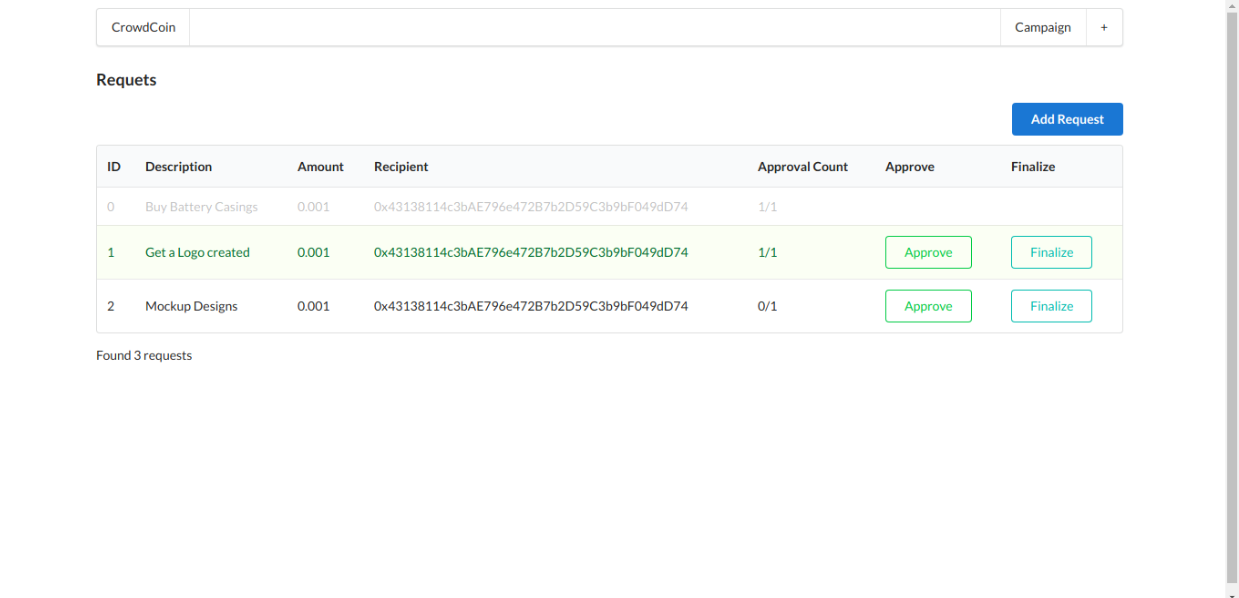 CrowdCoin Campaign +
Requets
Add Request
ID Description Amount Recipient Approval Count Approve Finalize
0 Buy Battery Casings 0.001 0x43138114c3bAE796e472B7b2D59C3b9bF049dD74 1/1
1 Get a Logo created 0.001 0x43138114c3bAE796e472B7b2D59C3b9bF049dD74 1/1 Approve Finalize
2 Mockup Designs 0.001 0x43138114c3bAE796e472B7b2D59C3b9bF049dD74 0/1 Approve Finalize
Found 3 requests